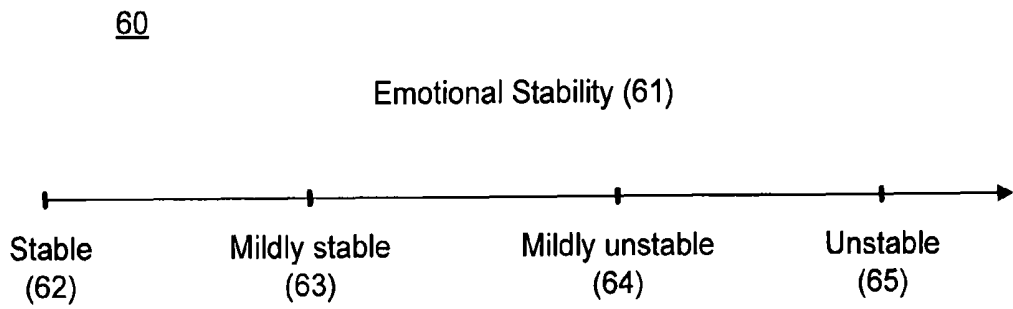 60
Emotional Stability (61)
Stable Mildly stable Mildly unstable Unstable
(62) (63) (64) (65)